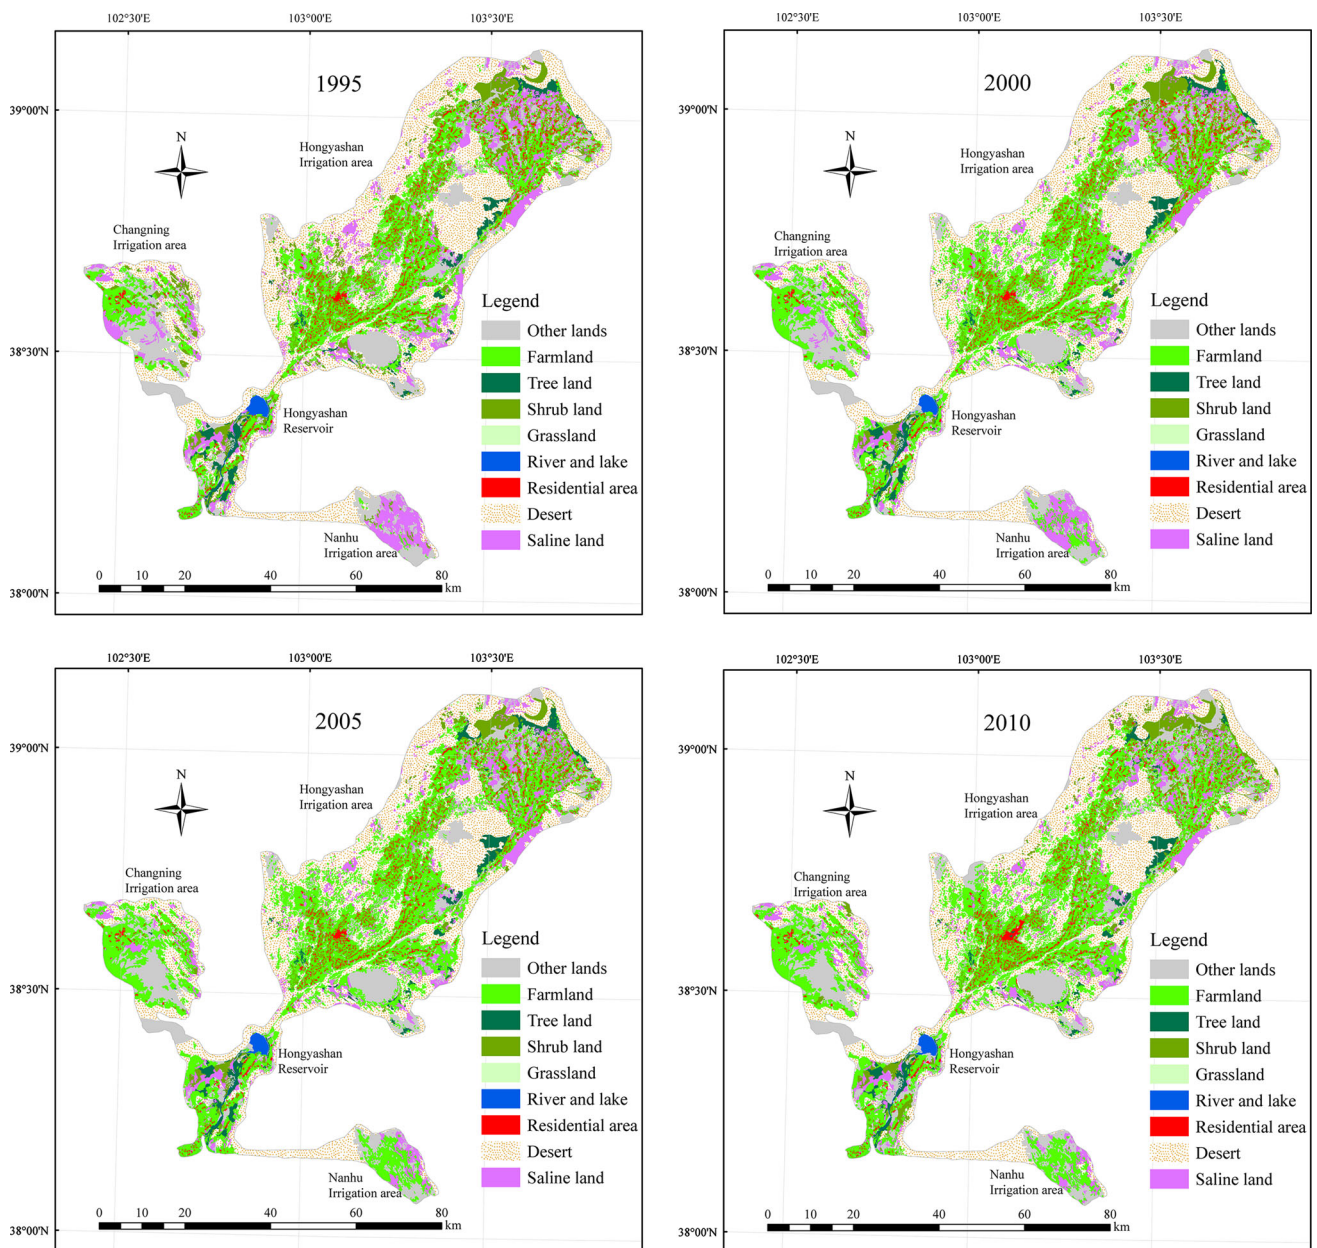 102°30'E 103°00'E 103°30'E
1995
39°00'N
N
Hongyashan
Irrigation area
Changning
Irrigation area
Legend
Other lands
38°30'N
Farmland
Tree land
Shrub land
Hongyashan
Reservoir
Grassland
River and lake
Residential area
Desert
Nanhu
Irrigation area
Saline land
0 10 20 40 60 80
km
38°00'N
102°30'E 103°00'E 103°30'E
2000
39°00'N
N
Hongyashan
Irrigation area
Changning
Irrigation area
Legend
Other lands
38°30'N
Farmland
Tree land
Shrub land
Hongyashan
Reservoir
Grassland
River and lake
Residential area
Desert
Nanhu
Irrigation area
Saline land
0 10 20 40 60 80
km
38°00'N
102°30'E 103°00'E 103°30'E
2005
39°00'N
N
Hongyashan
Irrigation area
Changning
Irrigation area
Legend
Other lands
38°30'N
Farmland
Tree land
Shrub land
Hongyashan
Reservoir
Grassland
River and lake
Residential area
Desert
Nanhu
Irrigation area
Saline land
0 10 20 40 60 80
km
38°00'N
102°30'E 103°00'E 103°30'E
2010
39°00'N
N
Hongyashan
Irrigation area
Changning
Irrigation area
Legend
Other lands
38°30'N
Farmland
Tree land
Shrub land
Hongyashan
Reservoir
Grassland
River and lake
Residential area
Desert
Nanhu
Irrigation area
Saline land
0 10 20 40 60 80
km
38°00'N